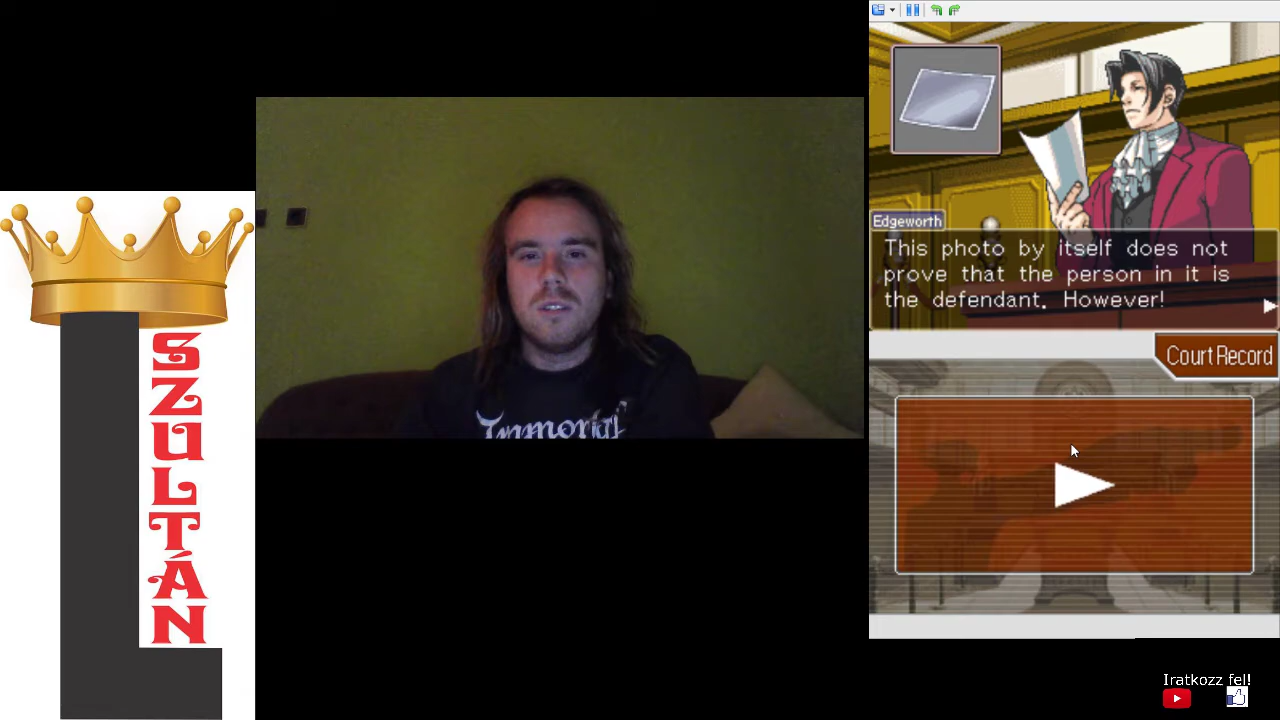 L
SZULTÁN
Immortal
Edgeworth
This photo by itself does not
prove that the person in it is
the defendant. However!
Court Record
Iratkozz fel!